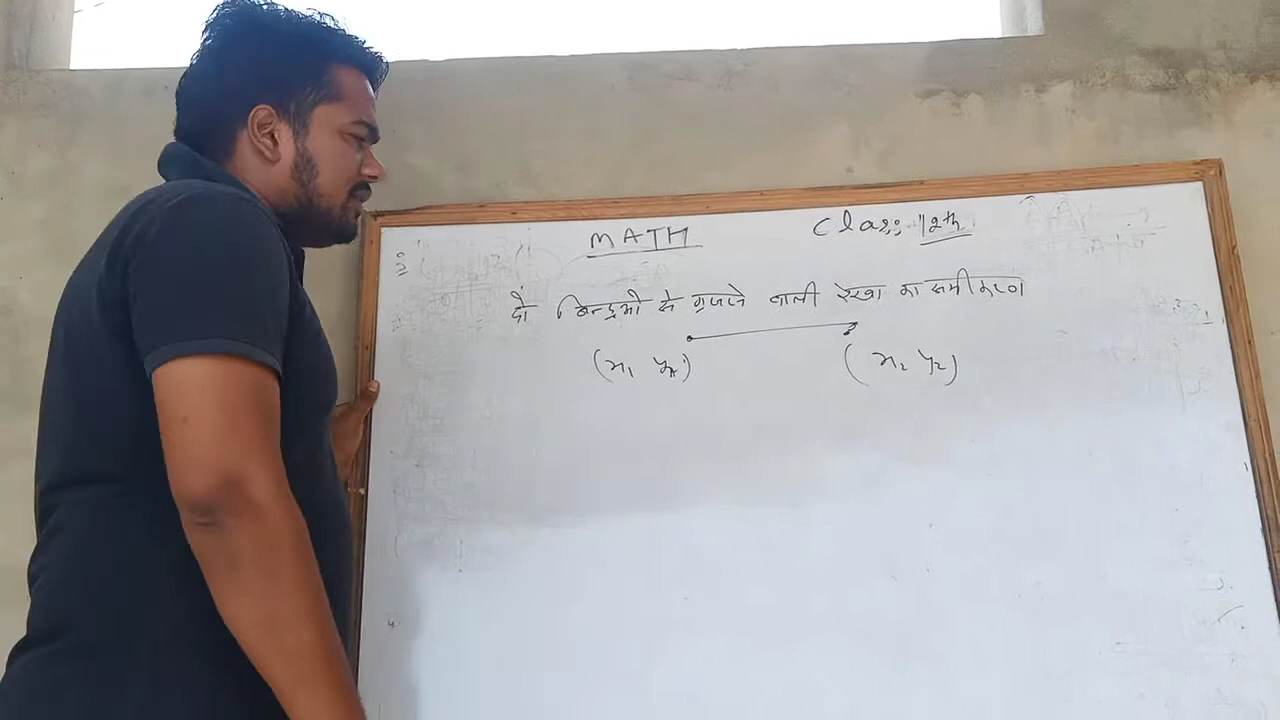 MATH Class 12th
दो बिन्दुओ से गुजरने वाली रेखा का समीकरण
(x₁ y₁) (x₂ y₂)